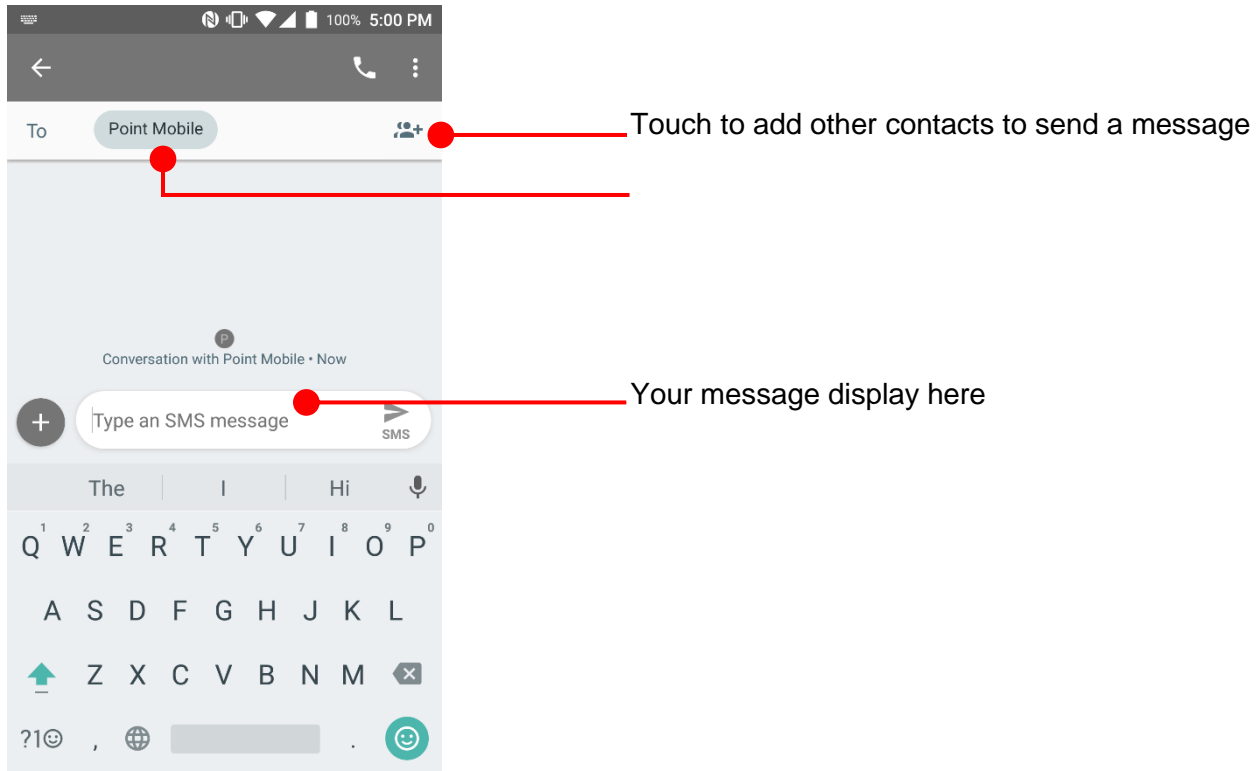 100% 5:00 PM
To Point Mobile
Touch to add other contacts to send a message
P
Conversation with Point Mobile • Now
Your message display here
Type an SMS message
SMS
The I Hi
1 2 3 4 5 6 7 8 9 0
Q W E R T Y U I O P
A S D F G H J K L
Z X C V B N M
?1☺ , .